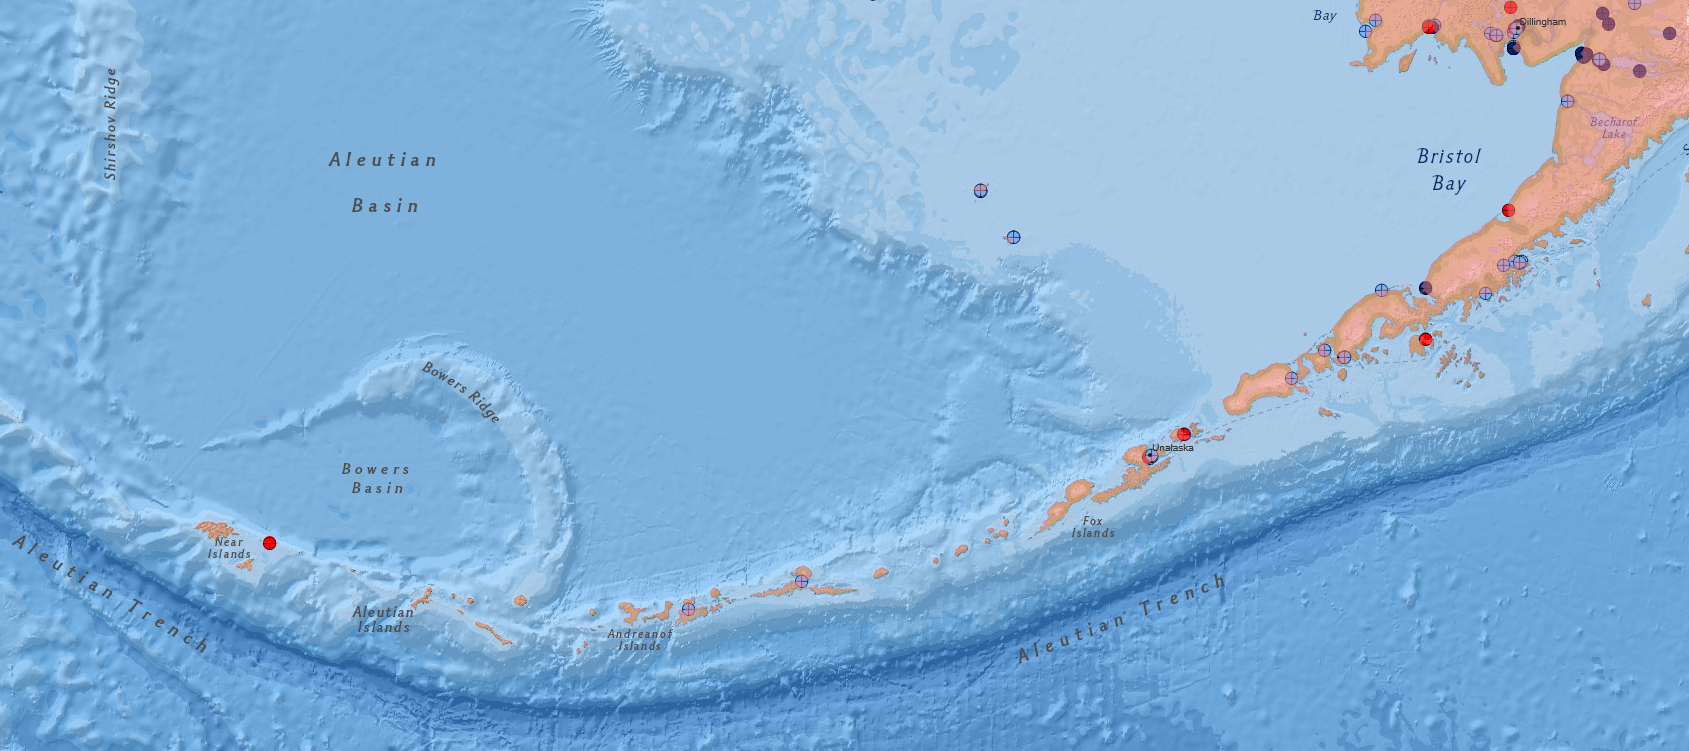 Bay
Dillingham
Shirshov Ridge
Becharof
Lake
Aleutian
Basin
Bristol
Bay
Bowers Ridge
Unalaska
Bowers
Basin
Fox
Islands
Near
Islands
Aleutian Trench
Aleutian
Islands
Andreanof
Islands
Aleutian Trench